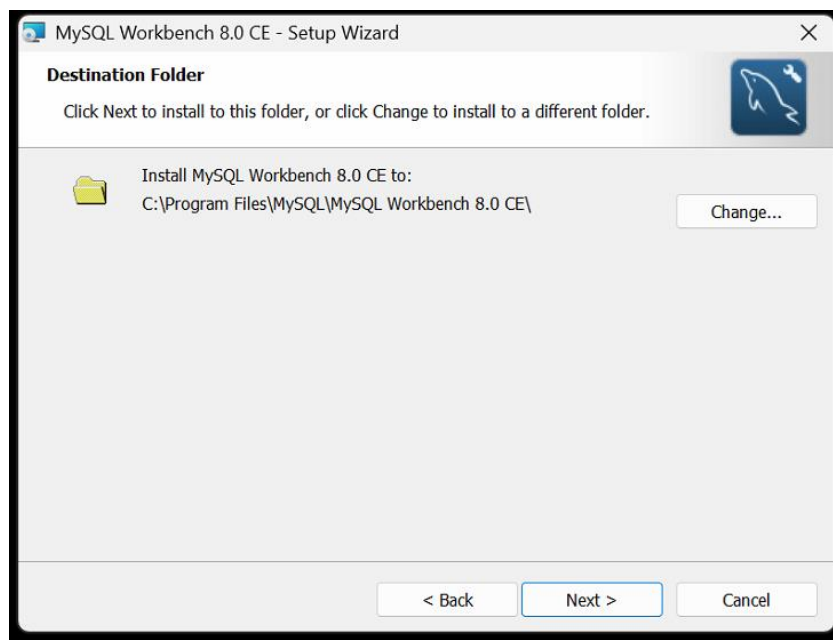 MySQL Workbench 8.0 CE - Setup Wizard
Destination Folder
Click Next to install to this folder, or click Change to install to a different folder.
Install MySQL Workbench 8.0 CE to:
C:\Program Files\MySQL\MySQL Workbench 8.0 CE\
Change...
< Back
Next >
Cancel